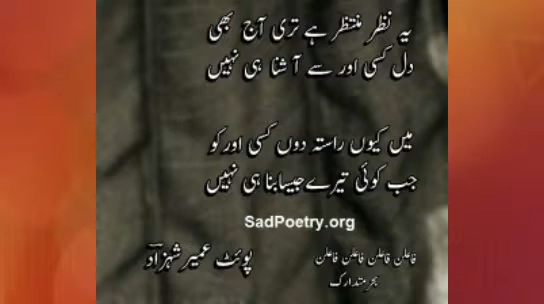 یہ نظر منتظر ہے تری آج بھی
دل کسی اور سے آشنا ہی نہیں
میں کیوں راستہ دوں کسی اور کو
جب کوئی تیرے جیسا بنا ہی نہیں
SadPoetry.org
پوئٹ عمیر شہزاد
فاعلن فاعلن فاعلن فاعلن
بحر متدارک